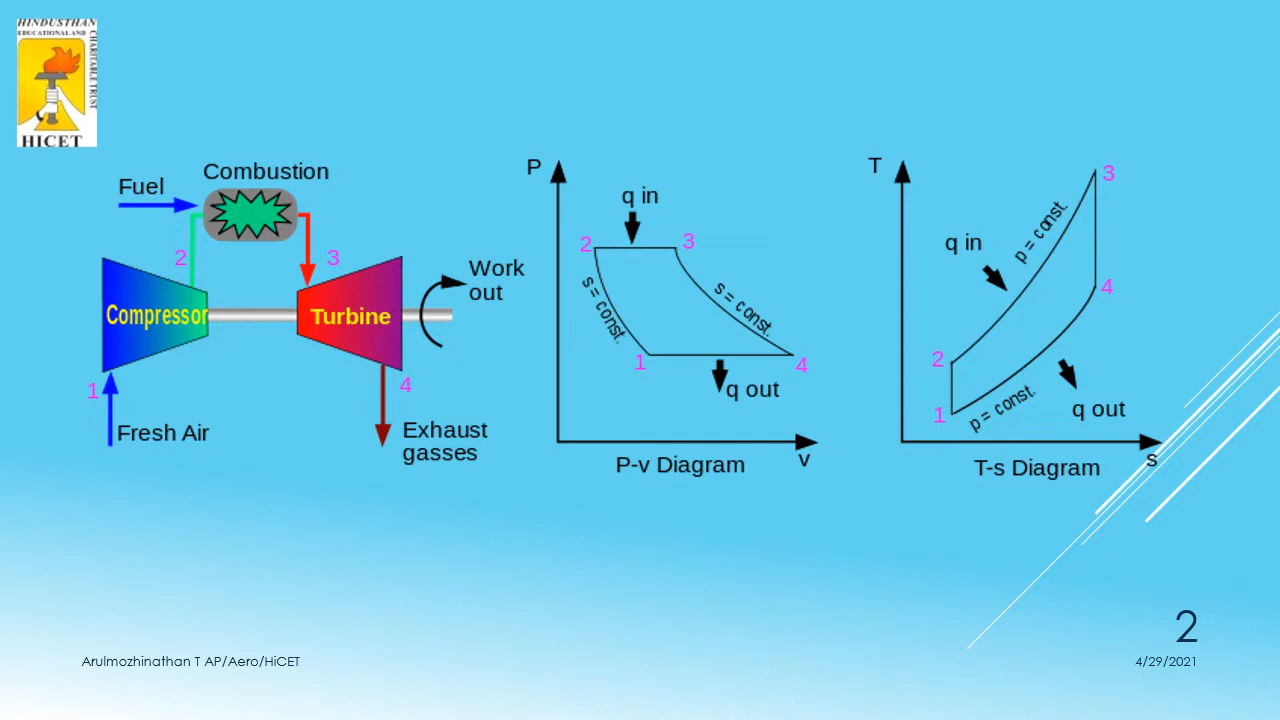 HINDUSTHAN
EDUCATIONAL AND
CHARITABLE TRUST
HICET
Combustion
Fuel
2
3
Compressor
Turbine
Work
out
1
4
Fresh Air
Exhaust
gasses
P
q in
2
3
s = const.
s = const.
1
4
q out
P-v Diagram
v
T
3
q in
p = const.
4
2
1
p = const.
q out
T-s Diagram
s
2
Arulmozhinathan T AP/Aero/HiCET
4/29/2021